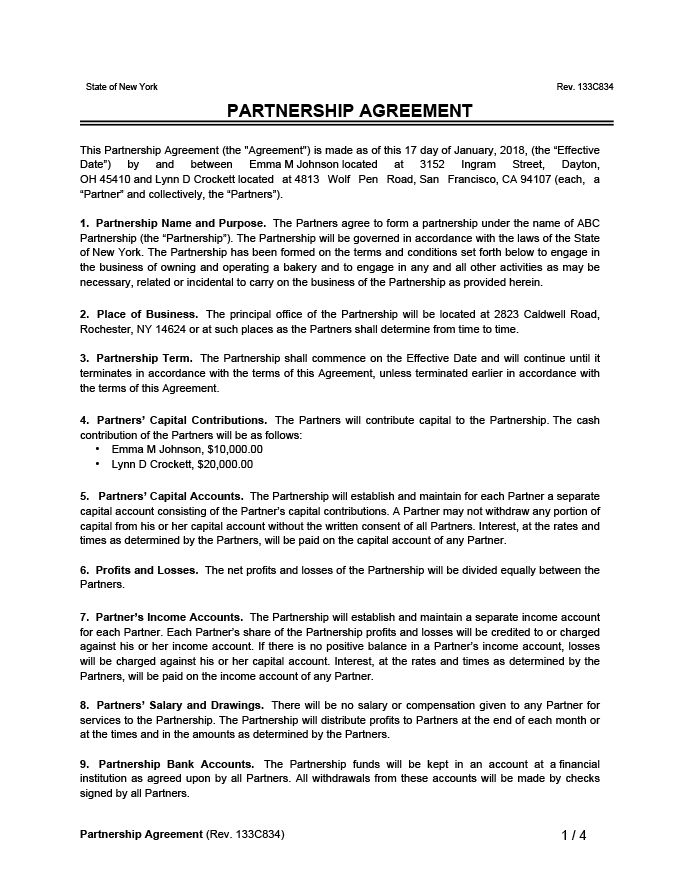 State of New York Rev. 133C834
PARTNERSHIP AGREEMENT
This Partnership Agreement (the "Agreement") is made as of this 17 day of January, 2018, (the “Effective
Date”) by and between Emma M Johnson located at 3152 Ingram Street, Dayton,
OH 45410 and Lynn D Crockett located at 4813 Wolf Pen Road, San Francisco, CA 94107 (each, a
“Partner” and collectively, the “Partners”).
1. Partnership Name and Purpose. The Partners agree to form a partnership under the name of ABC
Partnership (the “Partnership”). The Partnership will be governed in accordance with the laws of the State
of New York. The Partnership has been formed on the terms and conditions set forth below to engage in
the business of owning and operating a bakery and to engage in any and all other activities as may be
necessary, related or incidental to carry on the business of the Partnership as provided herein.
2. Place of Business. The principal office of the Partnership will be located at 2823 Caldwell Road,
Rochester, NY 14624 or at such places as the Partners shall determine from time to time.
3. Partnership Term. The Partnership shall commence on the Effective Date and will continue until it
terminates in accordance with the terms of this Agreement, unless terminated earlier in accordance with
the terms of this Agreement.
4. Partners’ Capital Contributions. The Partners will contribute capital to the Partnership. The cash
contribution of the Partners will be as follows:
• Emma M Johnson, $10,000.00
• Lynn D Crockett, $20,000.00
5. Partners’ Capital Accounts. The Partnership will establish and maintain for each Partner a separate
capital account consisting of the Partner’s capital contributions. A Partner may not withdraw any portion of
capital from his or her capital account without the written consent of all Partners. Interest, at the rates and
times as determined by the Partners, will be paid on the capital account of any Partner.
6. Profits and Losses. The net profits and losses of the Partnership will be divided equally between the
Partners.
7. Partner’s Income Accounts. The Partnership will establish and maintain a separate income account
for each Partner. Each Partner’s share of the Partnership profits and losses will be credited to or charged
against his or her income account. If there is no positive balance in a Partner’s income account, losses
will be charged against his or her capital account. Interest, at the rates and times as determined by the
Partners, will be paid on the income account of any Partner.
8. Partners’ Salary and Drawings. There will be no salary or compensation given to any Partner for
services to the Partnership. The Partnership will distribute profits to Partners at the end of each month or
at the times and in the amounts as determined by the Partners.
9. Partnership Bank Accounts. The Partnership funds will be kept in an account at a financial
institution as agreed upon by all Partners. All withdrawals from these accounts will be made by checks
signed by all Partners.
Partnership Agreement (Rev. 133C834) 1 / 4